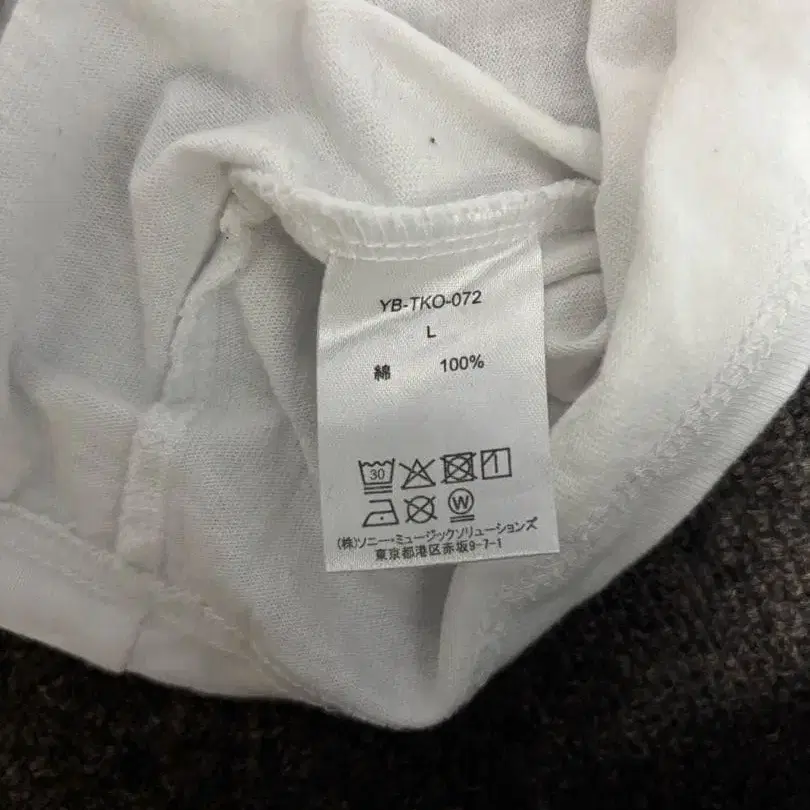 YB-TKO-072
L
綿 100%
30
W
(株)ソニー・ミュージックソリューションズ
東京都港区赤坂9-7-1